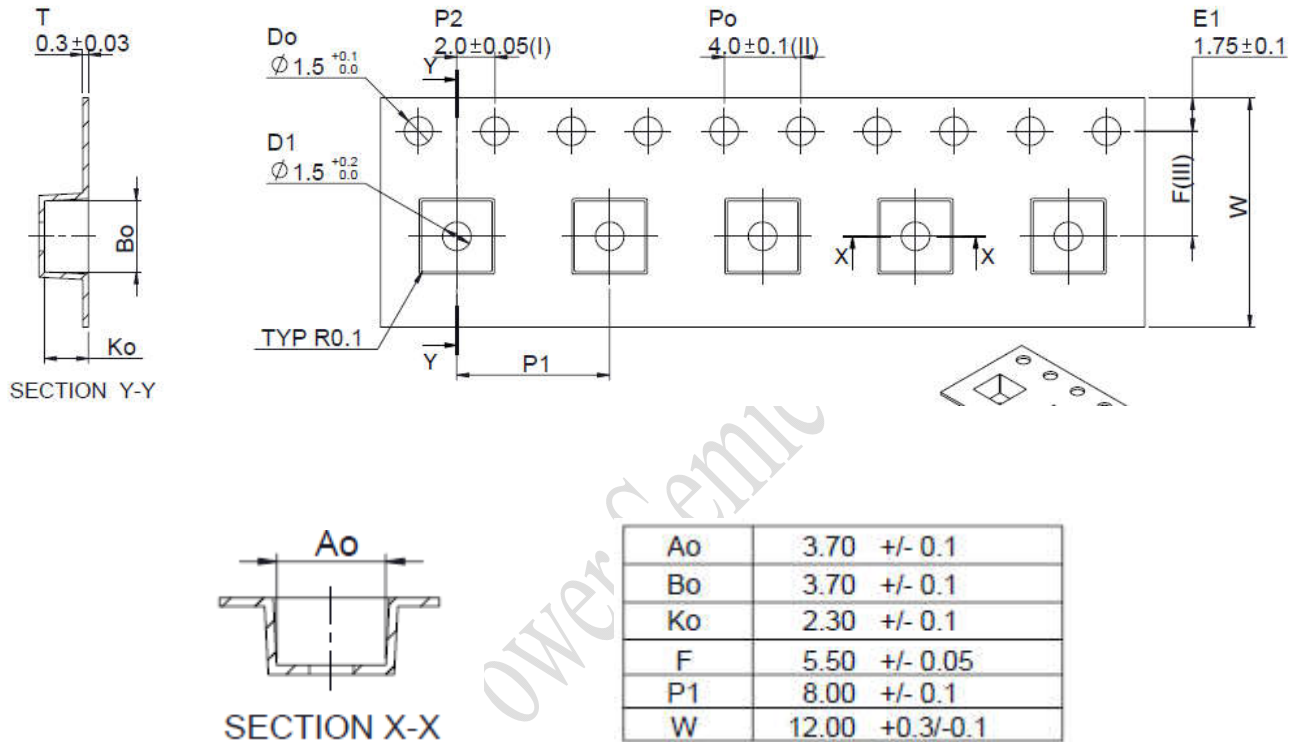 T
0.3±0.03
Do
Ø1.5 +0.1 0.0
P2
2.0±0.05(I)
Po
4.0±0.1(II)
E1
1.75±0.1
Y
D1
Ø1.5 +0.2 0.0
Bo
F(III)
W
X
X
TYP R0.1
Ko
Y
P1
SECTION Y-Y
Ao
SECTION X-X
Ao 3.70 +/- 0.1
Bo 3.70 +/- 0.1
Ko 2.30 +/- 0.1
F 5.50 +/- 0.05
P1 8.00 +/- 0.1
W 12.00 +0.3/-0.1
ower Semic